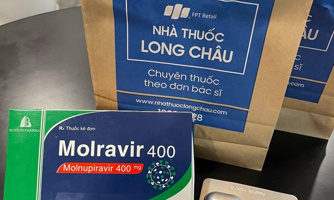 FPT Retail
NHÀ THUỐC
LONG CHÂU
Chuyên thuốc
theo đơn bác sĩ
www.nhathuoclongchau.com
Rx Thuốc kê đơn
Molravir 400
Molnupiravir 400 mg